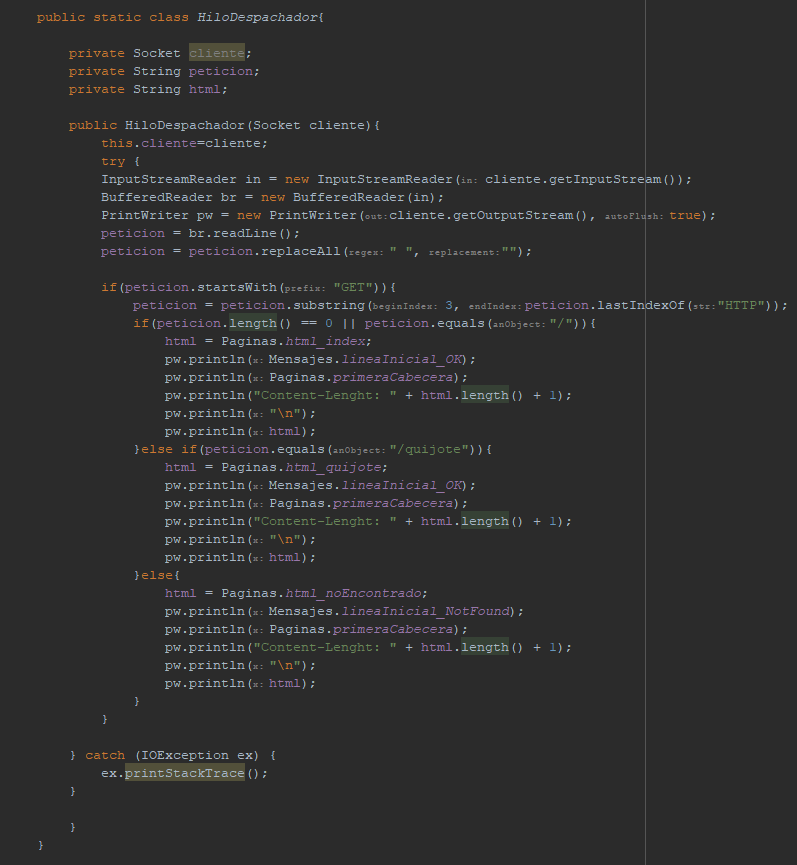 public static class HiloDespachador{
private Socket cliente;
private String peticion;
private String html;
public HiloDespachador(Socket cliente){
this.cliente=cliente;
try {
InputStreamReader in = new InputStreamReader(in: cliente.getInputStream());
BufferedReader br = new BufferedReader(in);
PrintWriter pw = new PrintWriter(out:cliente.getOutputStream(), autoFlush: true);
peticion = br.readLine();
peticion = peticion.replaceAll(regex: " ", replacement:"");
if(peticion.startsWith(prefix: "GET")){
peticion = peticion.substring(beginIndex: 3, endIndex:peticion.lastIndexOf(str:"HTTP"));
if(peticion.length() == 0 || peticion.equals(anObject:"/")){
html = Paginas.html_index;
pw.println(x: Mensajes.lineaInicial_OK);
pw.println(x: Paginas.primeraCabecera);
pw.println("Content-Lenght: " + html.length() + 1);
pw.println(x: "\n");
pw.println(x: html);
}else if(peticion.equals(anObject:"/quijote")){
html = Paginas.html_quijote;
pw.println(x: Mensajes.lineaInicial_OK);
pw.println(x: Paginas.primeraCabecera);
pw.println("Content-Lenght: " + html.length() + 1);
pw.println(x: "\n");
pw.println(x: html);
}else{
html = Paginas.html_noEncontrado;
pw.println(x: Mensajes.lineaInicial_NotFound);
pw.println(x: Paginas.primeraCabecera);
pw.println("Content-Lenght: " + html.length() + 1);
pw.println(x: "\n");
pw.println(x: html);
}
}
} catch (IOException ex) {
ex.printStackTrace();
}
}
}